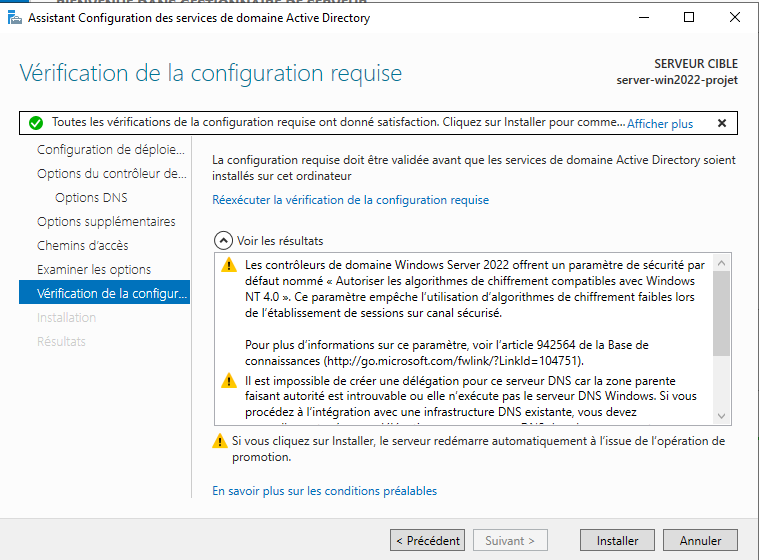 Assistant Configuration des services de domaine Active Directory
Vérification de la configuration requise
SERVEUR CIBLE
server-win2022-projet
Toutes les vérifications de la configuration requise ont donné satisfaction. Cliquez sur Installer pour comme... Afficher plus
Configuration de déploie...
Options du contrôleur de...
Options DNS
Options supplémentaires
Chemins d'accès
Examiner les options
Vérification de la configur...
Installation
Résultats
La configuration requise doit être validée avant que les services de domaine Active Directory soient
installés sur cet ordinateur
Réexécuter la vérification de la configuration requise
Voir les résultats
Les contrôleurs de domaine Windows Server 2022 offrent un paramètre de sécurité par
défaut nommé « Autoriser les algorithmes de chiffrement compatibles avec Windows
NT 4.0 ». Ce paramètre empêche l'utilisation d'algorithmes de chiffrement faibles lors
de l'établissement de sessions sur canal sécurisé.
Pour plus d'informations sur ce paramètre, voir l'article 942564 de la Base de
connaissances (http://go.microsoft.com/fwlink/?LinkId=104751).
Il est impossible de créer une délégation pour ce serveur DNS car la zone parente
faisant autorité est introuvable ou elle n'exécute pas le serveur DNS Windows. Si vous
procédez à l'intégration avec une infrastructure DNS existante, vous devez
Si vous cliquez sur Installer, le serveur redémarre automatiquement à l'issue de l'opération de
promotion.
En savoir plus sur les conditions préalables
< Précédent
Suivant >
Installer
Annuler